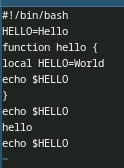 #!/bin/bash
HELLO=Hello
function hello {
local HELLO=World
echo $HELLO
}
echo $HELLO
hello
echo $HELLO
~